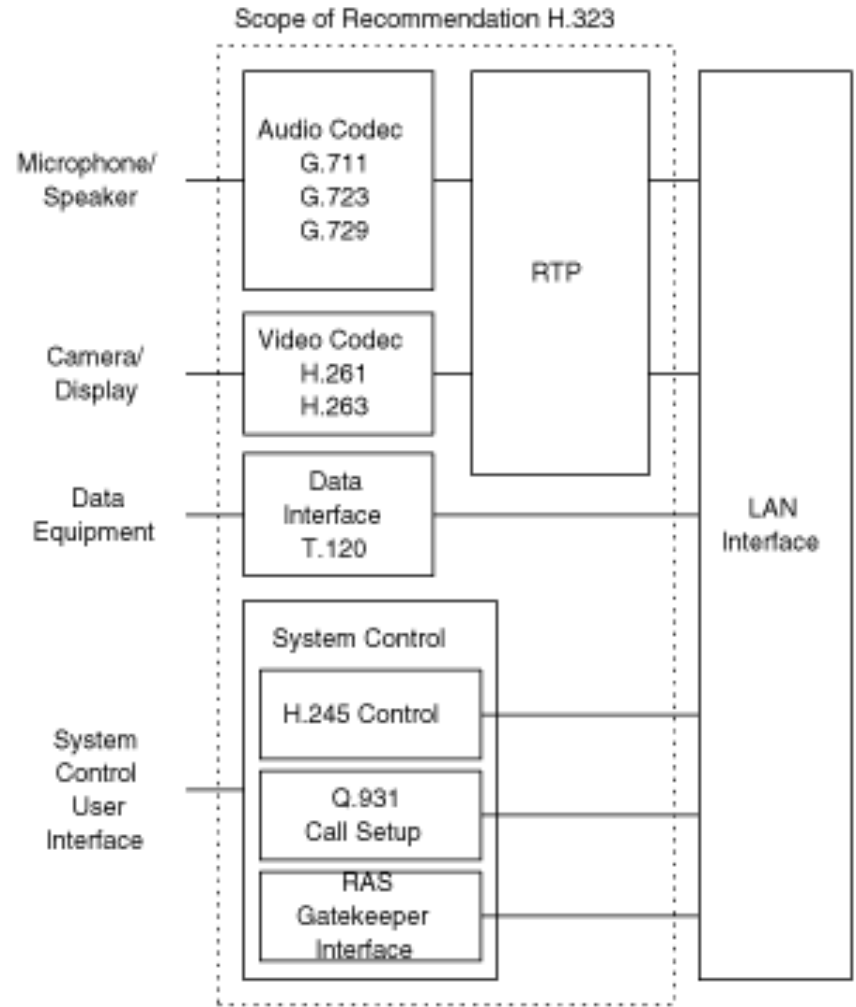 Scope of Recommendation H.323
Microphone/
Speaker
Audio Codec
G.711
G.723
G.729
RTP
Camera/
Display
Video Codec
H.261
H.263
Data
Equipment
Data
Interface
T.120
LAN
Interface
System
Control
User
Interface
System Control
H.245 Control
Q.931
Call Setup
RAS
Gatekeeper
Interface